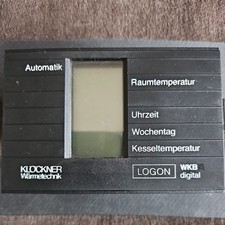 Automatik
Raumtemperatur
Uhrzeit
Wochentag
Kesseltemperatur
KLÖCKNER
Wärmetechnik
LOGON
WKB
digital